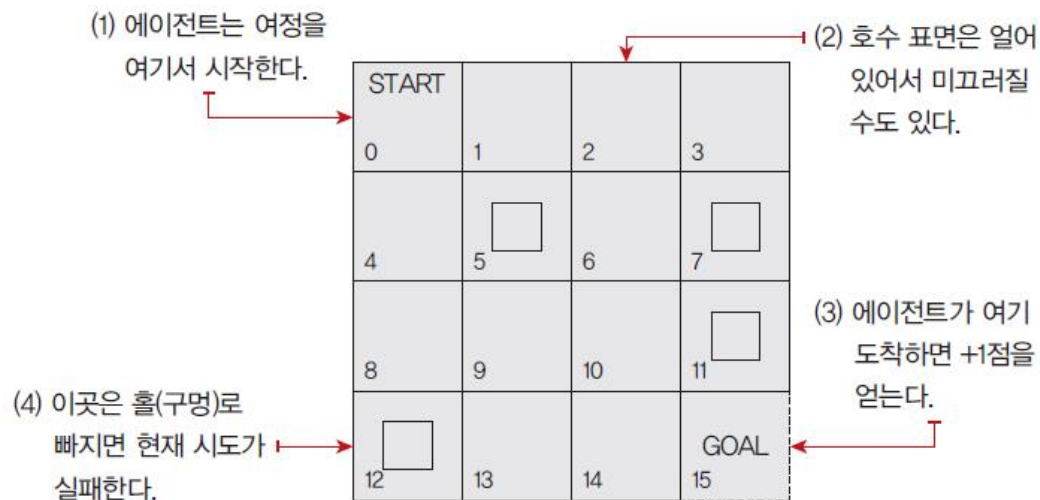 (1) 에이전트는 여정을
여기서 시작한다.
(2) 호수 표면은 얼어
있어서 미끄러질
수도 있다.
START
0
1
2
3
4
5
6
7
(3) 에이전트가 여기
도착하면 +1점을
얻는다.
8
9
10
11
(4) 이곳은 홀(구멍)로
빠지면 현재 시도가
실패한다.
GOAL
12
13
14
15